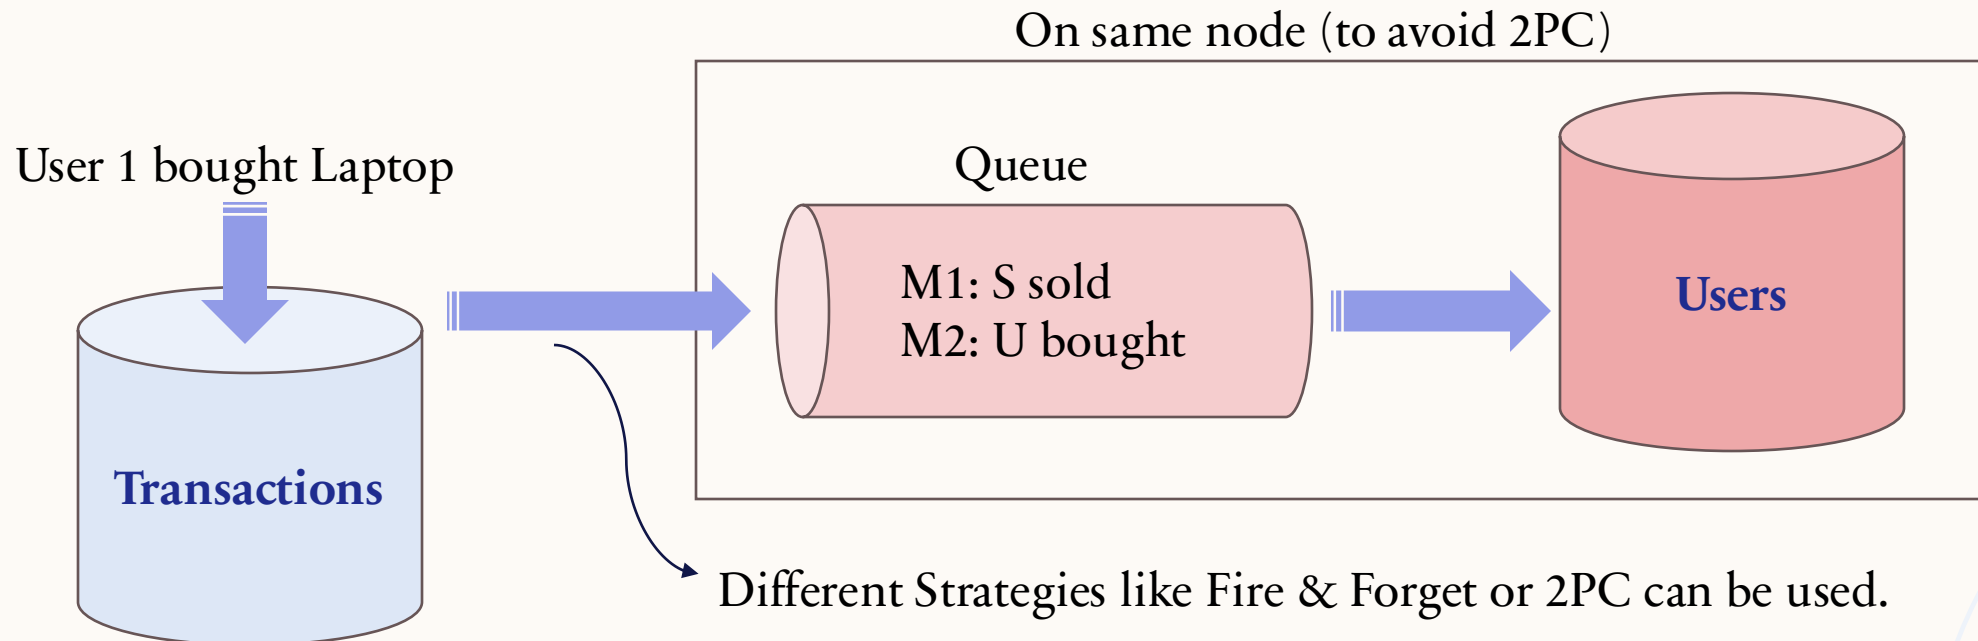 On same node (to avoid 2PC)
User 1 bought Laptop
Queue
M1: S sold
M2: U bought
Users
Transactions
Different Strategies like Fire & Forget or 2PC can be used.